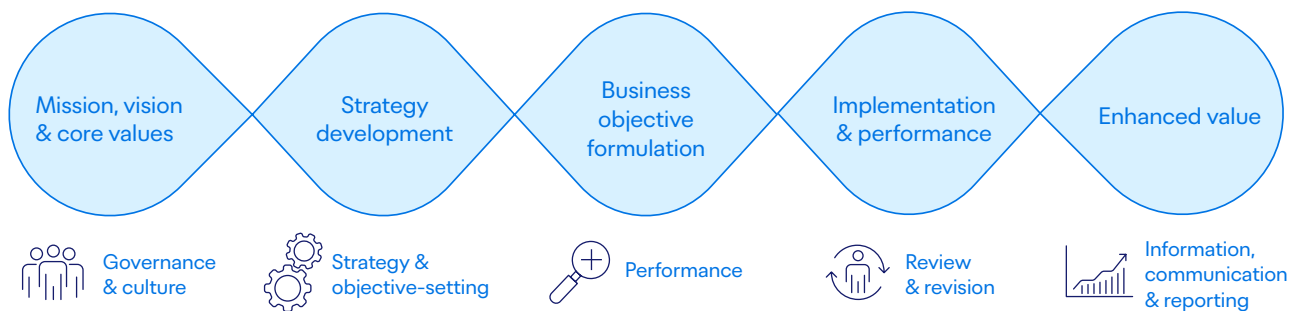 Mission, vision
& core values
Strategy
development
Business
objective
formulation
Implementation
& performance
Enhanced value
Governance
& culture
Strategy &
objective-setting
Performance
Review
& revision
Information,
communication
& reporting